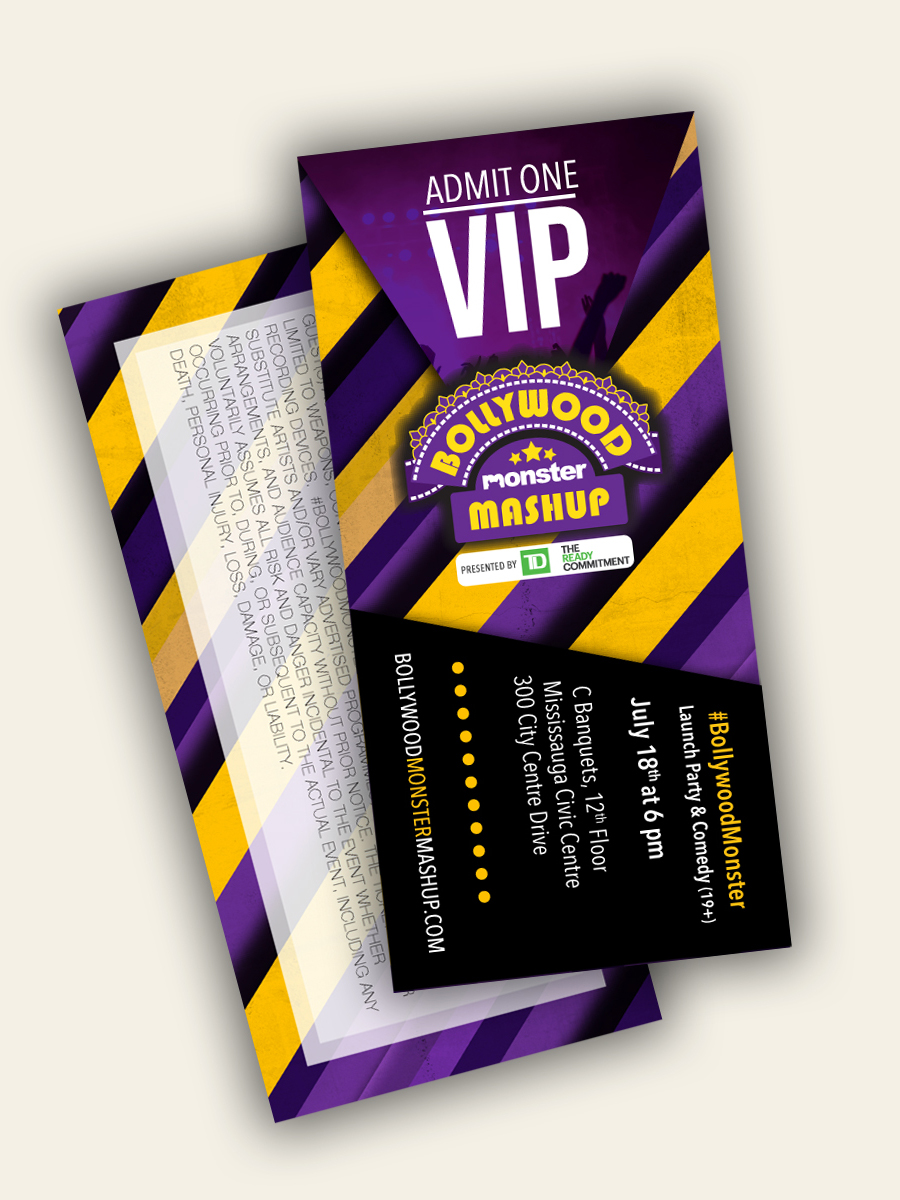 ADMIT ONE
VIP
BOLLYWOOD
monster
MASHUP
PRESENTED BY TD THE
READY
COMMITMENT
#BollywoodMonster
Launch Party & Comedy (19+)
July 18th at 6 pm
C Banquets, 12th Floor
Mississauga Civic Centre
300 City Centre Drive
BOLLYWOODMONSTERMASHUP.COM
LIMITED TO WEAPONS,
RECORDING DEVICES.
SUBSTITUTE ARTISTS AND/OR VARY ADVERTISED
ARRANGEMENTS, AND AUDIENCE CAPACITY WITHOUT PRIOR NOTICE. THE
VOLUNTARILY ASSUMES ALL RISK AND DANGER INCIDENTAL TO THE EVENT WHETHER
OCCURRING PRIOR TO, DURING, OR SUBSEQUENT TO THE ACTUAL EVENT, INCLUDING ANY
DEATH, PERSONAL INJURY, LOSS, DAMAGE, OR LIABILITY.